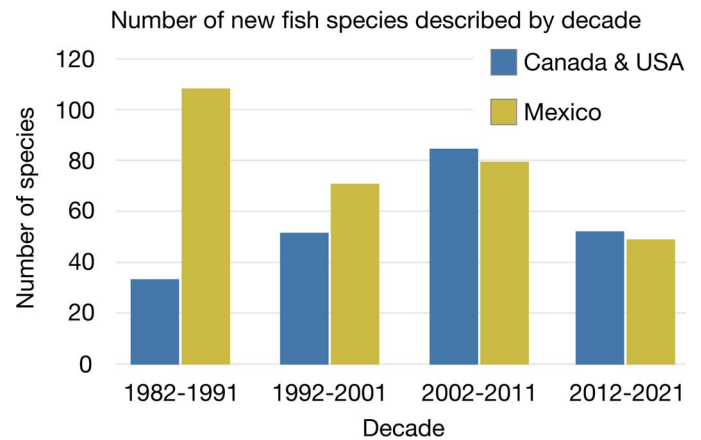 Number of new fish species described by decade
Canada & USA
Mexico
Number of species
120
100
80
60
40
20
0
1982-1991 1992-2001 2002-2011 2012-2021
Decade